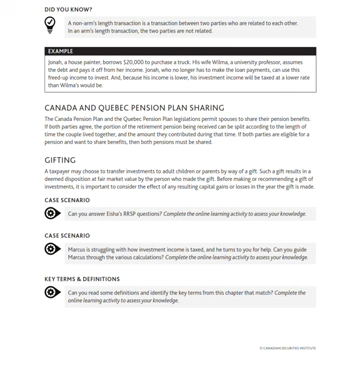 DID YOU KNOW?
A non-arm's length transaction is a transaction between two parties who are related to each other.
In an arm's length transaction, the two parties are not related.
EXAMPLE
Jonah, a house painter, borrows $20,000 to purchase a truck. His wife Wilma, a university professor, assumes
the debt and pays it off from her income. Jonah, who no longer has to make the loan payments, can use this
freed-up income to invest. And, because his income is lower, his investment income will be taxed at a lower rate
than Wilma's would be.
CANADA AND QUEBEC PENSION PLAN SHARING
The Canada Pension Plan and the Quebec Pension Plan legislations permit spouses to share their pension benefits.
If both parties agree, the portion of the retirement pension being received can be split according to the length of
time the couple lived together, and the amount they contributed during that time. If both parties are eligible for a
pension and want to share benefits, then both pensions must be shared.
GIFTING
A taxpayer may choose to transfer investments to adult children or parents by way of a gift. Such a gift results in a
deemed disposition at fair market value by the person who made the gift. Before making or recommending a gift of
investments, it is important to consider the effect of any resulting capital gains or losses in the year the gift is made.
CASE SCENARIO
Can you answer Eisha's RRSP questions? Complete the online learning activity to assess your knowledge.
CASE SCENARIO
Marcus is struggling with how investment income is taxed, and he turns to you for help. Can you guide
Marcus through the various calculations? Complete the online learning activity to assess your knowledge.
KEY TERMS & DEFINITIONS
Can you read some definitions and identify the key terms from this chapter that match? Complete the
online learning activity to assess your knowledge.
© CANADIAN SECURITIES INSTITUTE